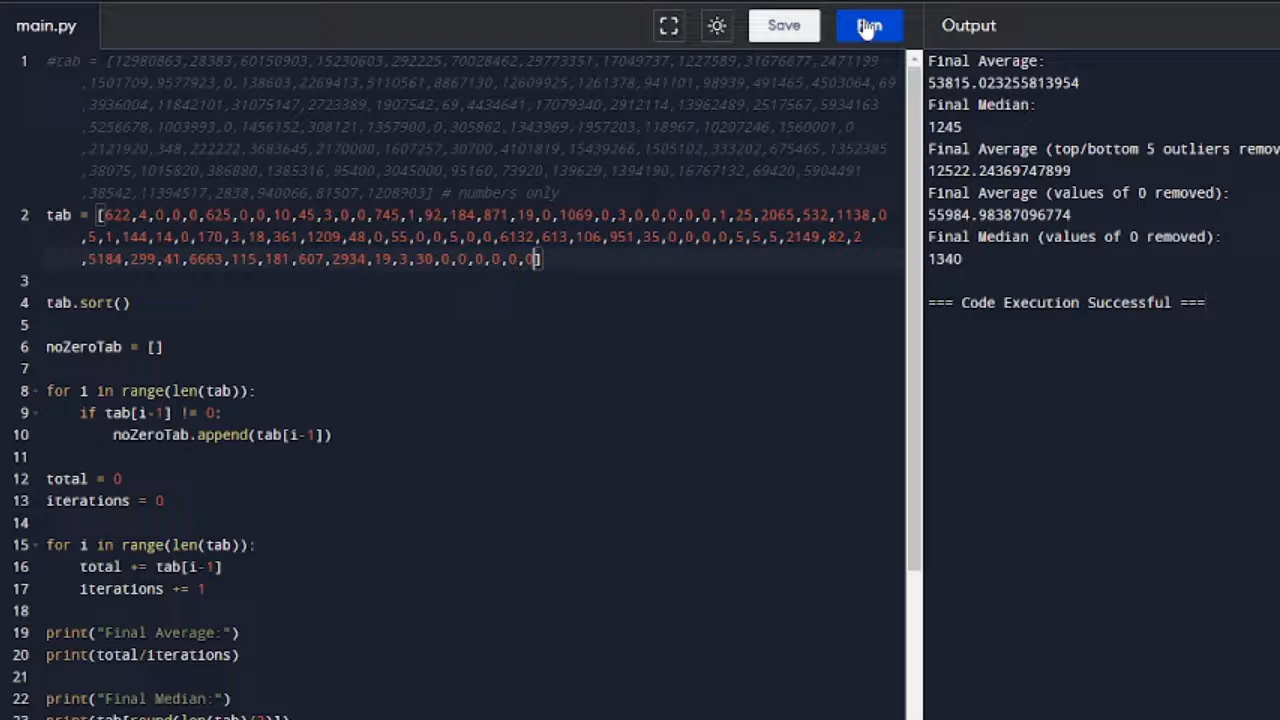 main.py
Save
Run
Output
1 #tab = [12980863,28383,60150903,15230603,292225,70028462,29773351,17049737,1227589,31676677,2471199
,1501709,9577923,0,138603,2269413,5110561,8867130,12609925,1261378,941101,98939,491465,4503064,69
,3936004,11842101,31075147,2723389,1907542,69,4434641,17079340,2912114,13962489,2517567,5934163
,5256678,1003993,0,1456152,308121,1357900,0,305862,1343969,1957203,118967,10207246,1560001,0
,2121920,348,222222,3683645,2170000,1607257,30700,4101819,15439266,1505102,333202,675465,1352385
,38075,1015820,386880,1385316,95400,3045000,95160,73920,139629,1394190,16767132,69420,5904491
,38542,11394517,2838,940066,81507,1208903] # numbers only
2 tab = [622,4,0,0,0,625,0,0,10,45,3,0,0,745,1,92,184,871,19,0,1069,0,3,0,0,0,0,0,1,25,2065,532,1138,0
,5,1,144,14,0,170,3,18,361,1209,48,0,55,0,0,5,0,0,6132,613,106,951,35,0,0,0,0,5,5,5,2149,82,2
,5184,299,41,6663,115,181,607,2934,19,3,30,0,0,0,0,0,0]
3
4 tab.sort()
5
6 noZeroTab = []
7
8 for i in range(len(tab)):
9 if tab[i-1] != 0:
10 noZeroTab.append(tab[i-1])
11
12 total = 0
13 iterations = 0
14
15 for i in range(len(tab)):
16 total += tab[i-1]
17 iterations += 1
18
19 print("Final Average:")
20 print(total/iterations)
21
22 print("Final Median:")
23 print(tab[round(len(tab)/2)])
Final Average:
53815.023255813954
Final Median:
1245
Final Average (top/bottom 5 outliers remov
12522.24369747899
Final Average (values of 0 removed):
55984.98387096774
Final Median (values of 0 removed):
1340
=== Code Execution Successful ===